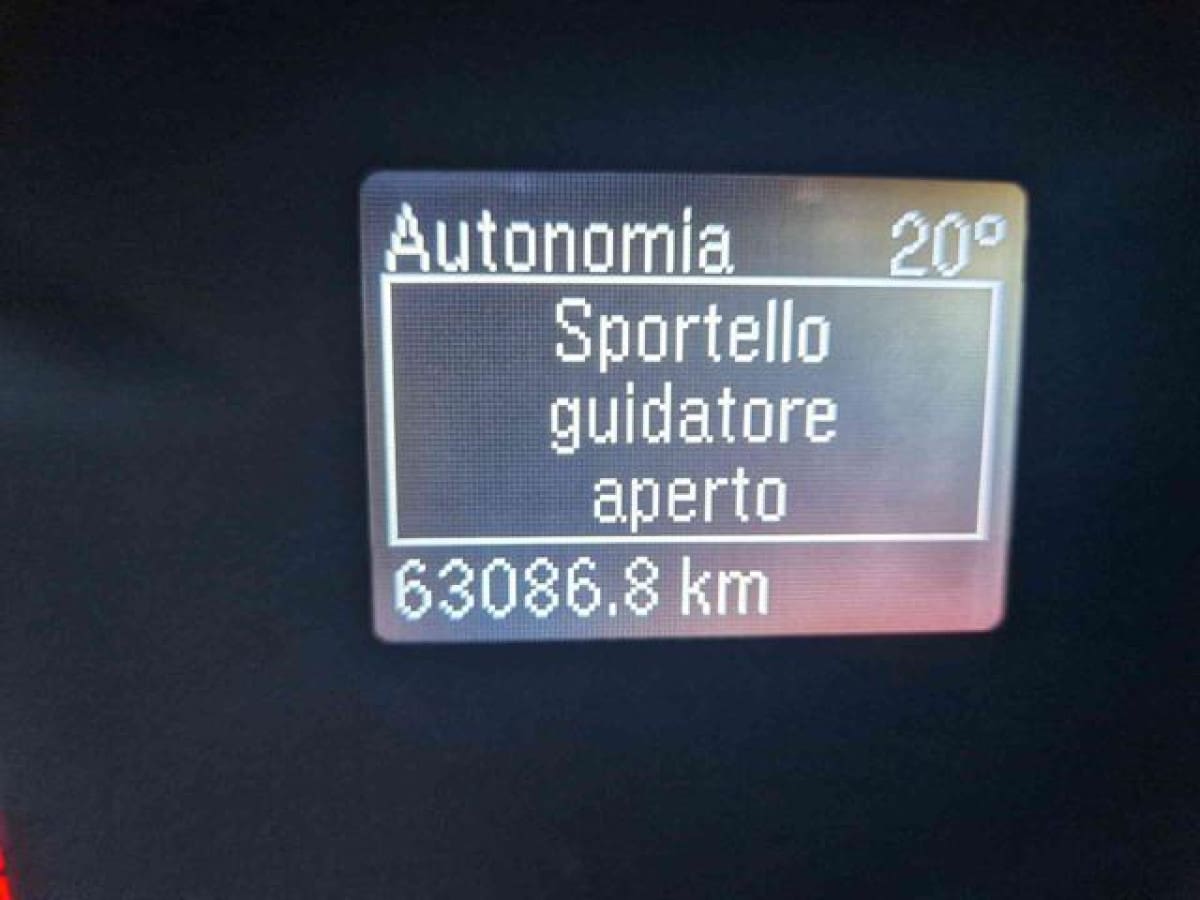 Autonomia 20°
Sportello
guidatore
aperto
63086.8 km